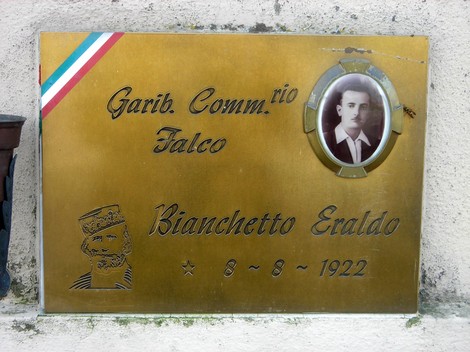 Garib. Comm.rio
Falco
Bianchetto Eraldo
☆ 8 ~ 8 ~ 1922